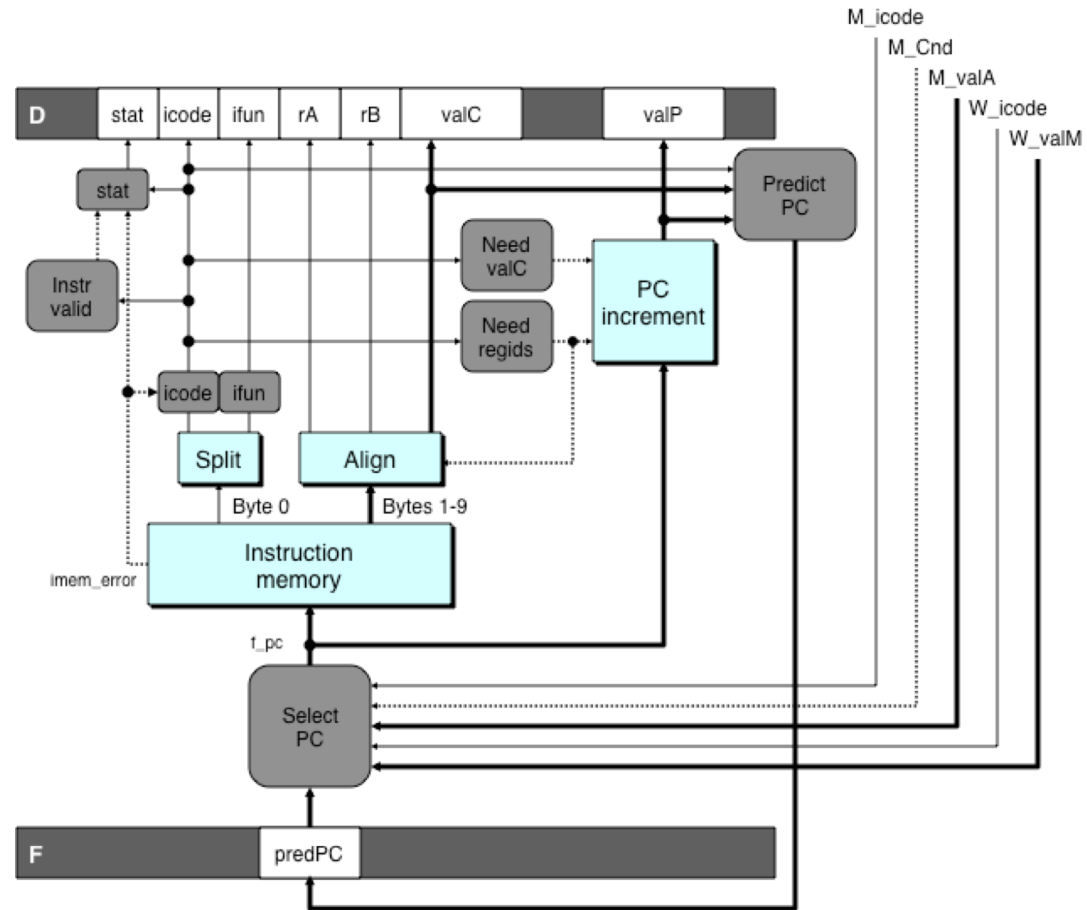 M_icode
M_Cnd
M_valA
W_icode
W_valM
D
stat
icode
ifun
rA
rB
valC
valP
stat
Predict
PC
Need
valC
Instr
valid
PC
increment
Need
regids
icode
ifun
Split
Align
Byte 0
Bytes 1-9
Instruction
memory
imem_error
f_pc
Select
PC
F
predPC